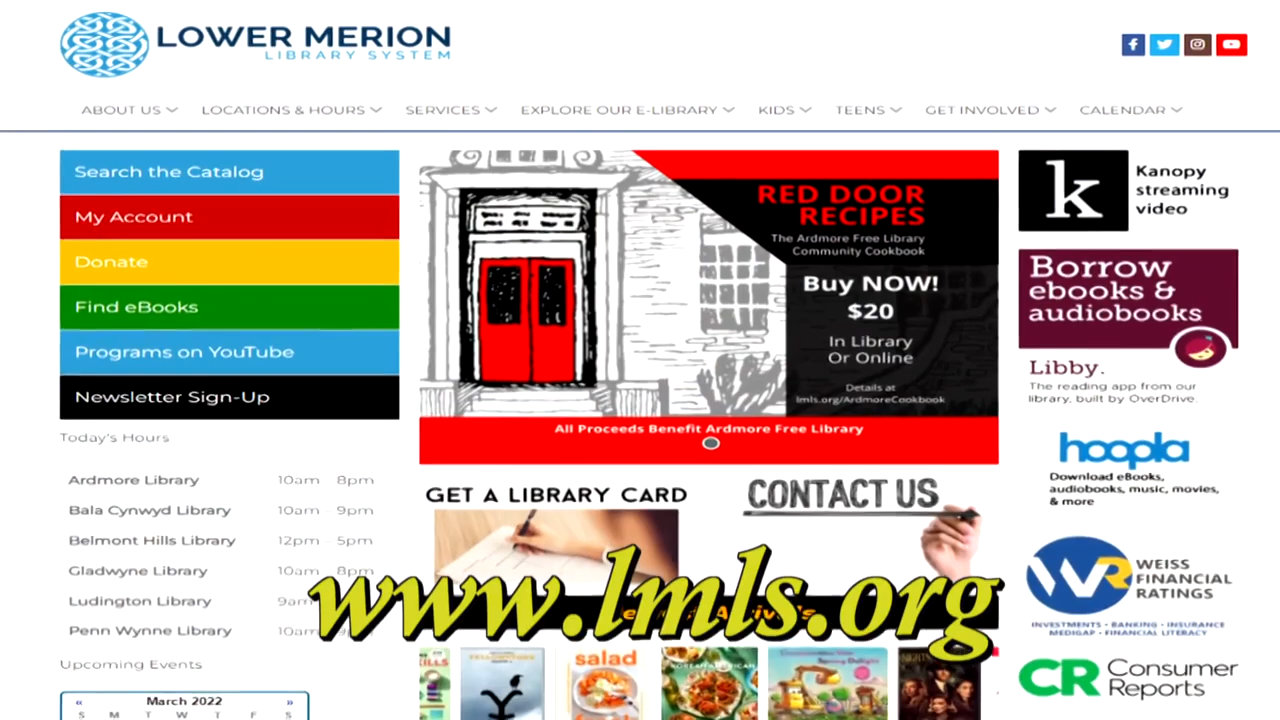 LOWER MERION
LIBRARY SYSTEM
ABOUT US
LOCATIONS & HOURS
SERVICES
EXPLORE OUR E-LIBRARY
KIDS
TEENS
GET INVOLVED
CALENDAR
Search the Catalog
My Account
Donate
Find eBooks
Programs on YouTube
Newsletter Sign-Up
Today's Hours
Ardmore Library 10am - 8pm
Bala Cynwyd Library 10am - 9pm
Belmont Hills Library 12pm - 5pm
Gladwyne Library 10am - 8pm
Ludington Library 9am
Penn Wynne Library 10am
Upcoming Events
« March 2022 »
S M T W T F S
RED DOOR
RECIPES
The Ardmore Free Library
Community Cookbook
Buy NOW!
$20
In Library
Or Online
Details at
lmls.org/ArdmoreCookbook
All Proceeds Benefit Ardmore Free Library
GET A LIBRARY CARD
CONTACT US
www.lmls.org
salad
k
Kanopy
streaming
video
Borrow
ebooks &
audiobooks
Libby.
The reading app from our
library, built by OverDrive.
hoopla
Download eBooks,
audiobooks, music, movies,
& more
WR
WEISS
FINANCIAL
RATINGS
INVESTMENTS • BANKING • INSURANCE
MEDIGAP • FINANCIAL LITERACY
CR Consumer
Reports